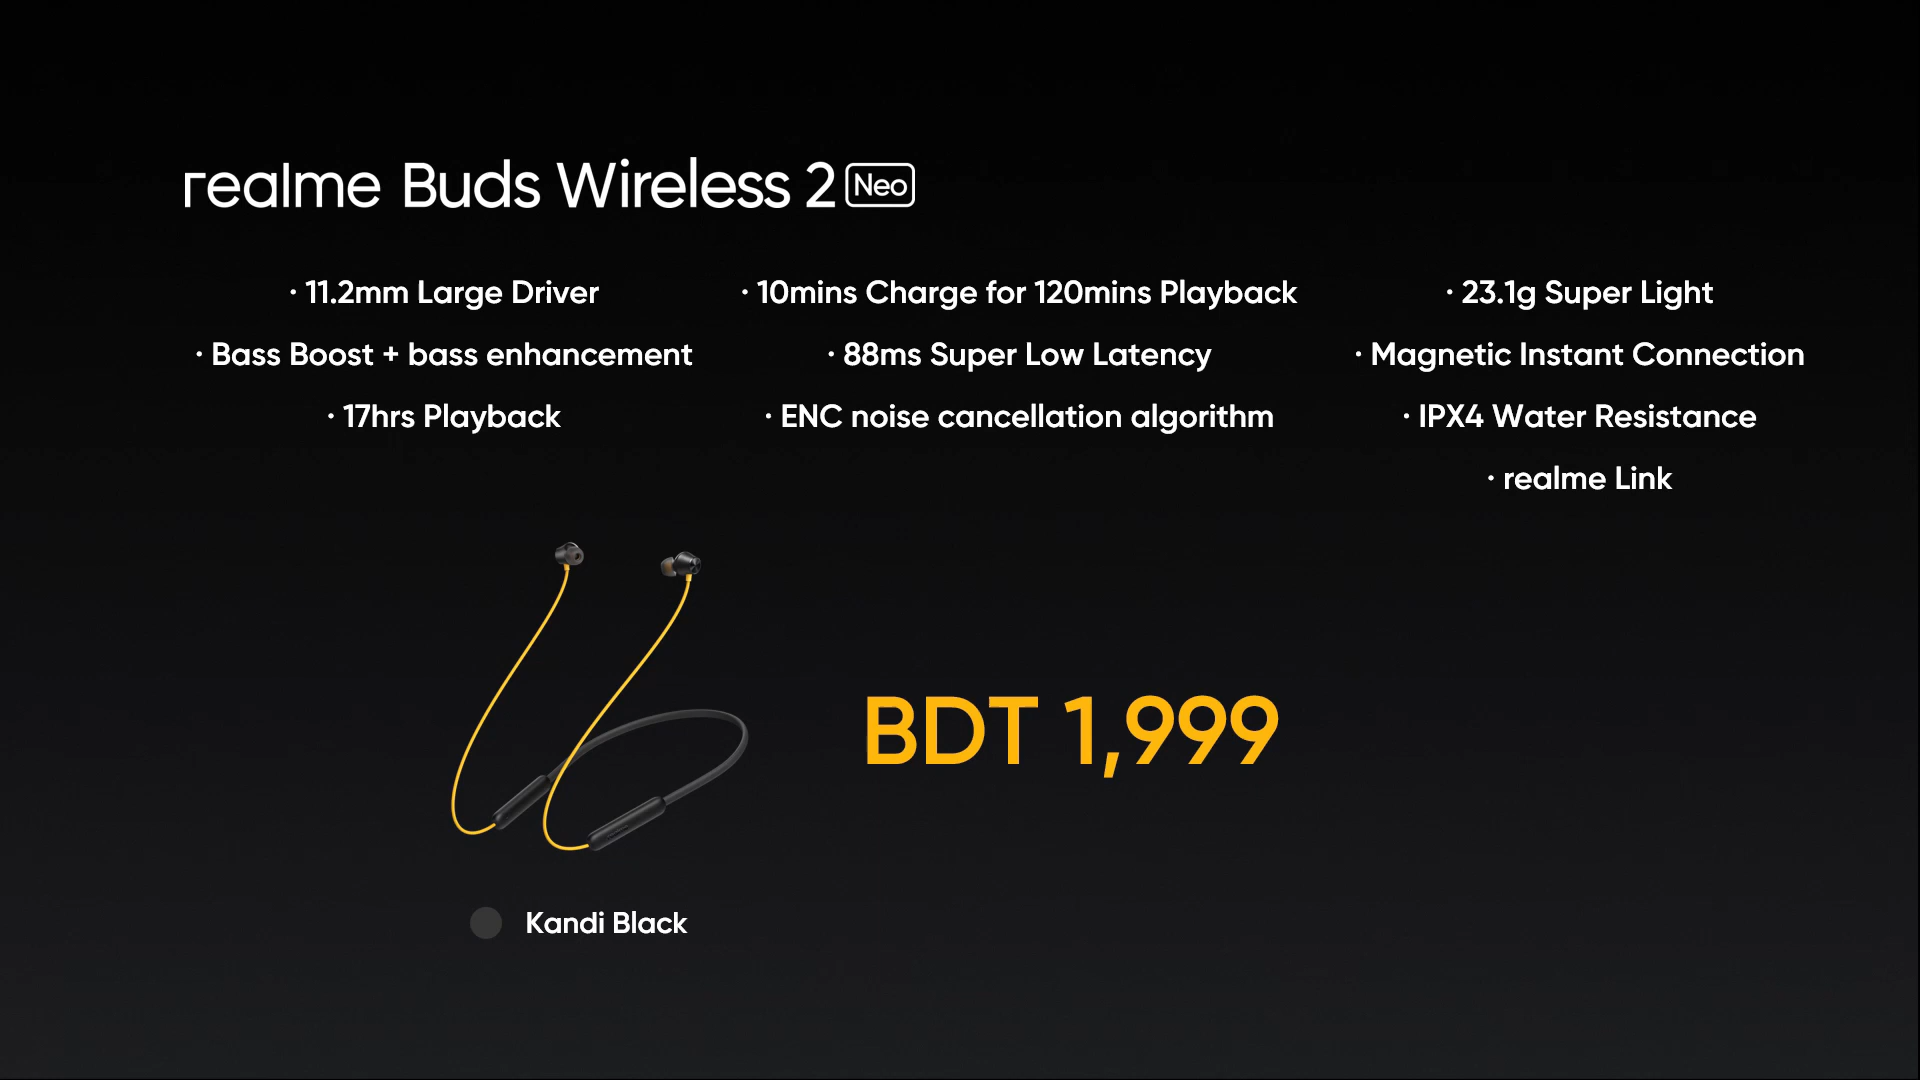 realme Buds Wireless 2 Neo
· 11.2mm Large Driver
· Bass Boost + bass enhancement
· 17hrs Playback
· 10mins Charge for 120mins Playback
· 88ms Super Low Latency
· ENC noise cancellation algorithm
· 23.1g Super Light
· Magnetic Instant Connection
· IPX4 Water Resistance
· realme Link
BDT 1,999
Kandi Black